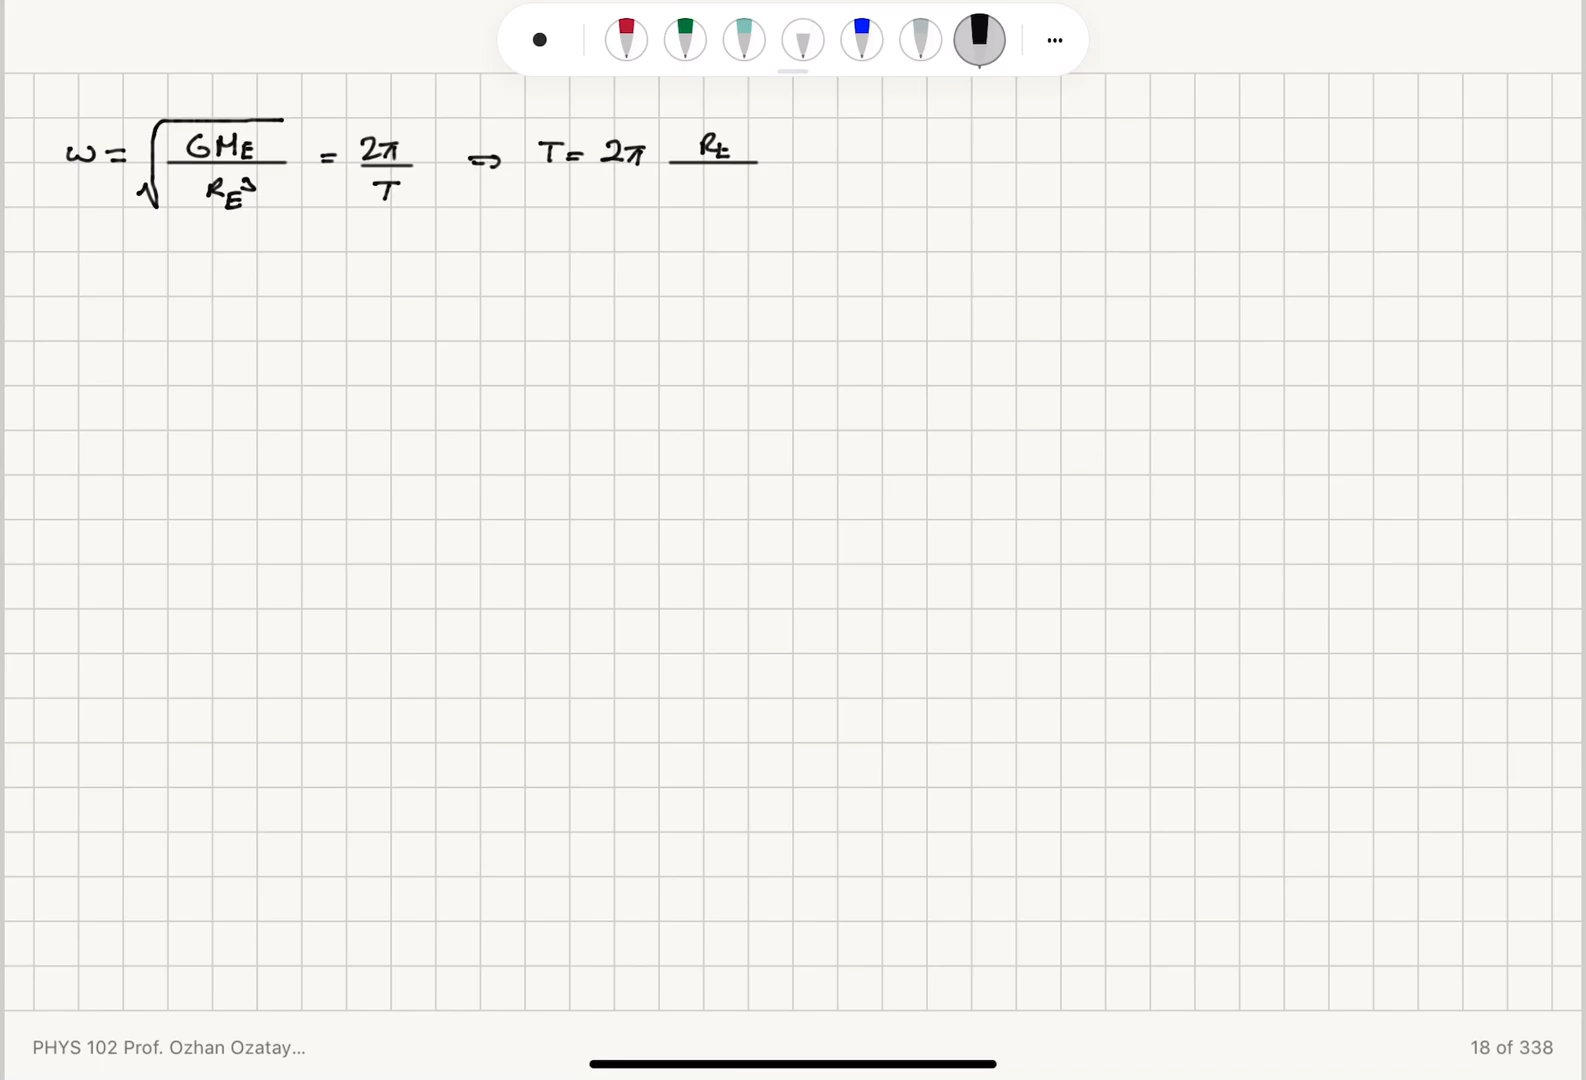 ω = √(GM_E / R_E³) = 2π / T ⇒ T = 2π R_E /
PHYS 102 Prof. Ozhan Ozatay...
18 of 338